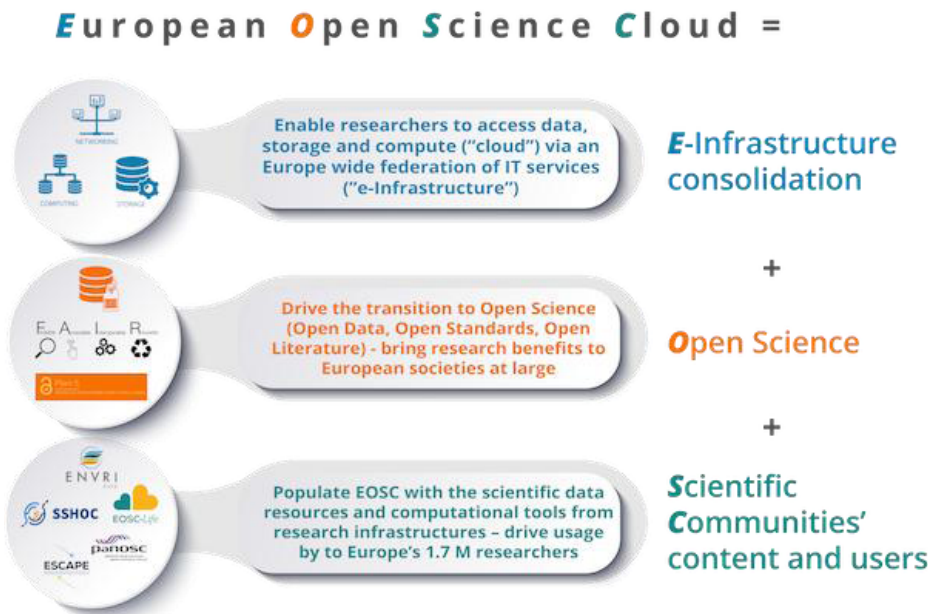 European Open Science Cloud =
NETWORKING
COMPUTING
STORAGE
Enable researchers to access data,
storage and compute (“cloud”) via an
Europe wide federation of IT services
(”e-Infrastructure”)
E-Infrastructure
consolidation
+
F A I R
Drive the transition to Open Science
(Open Data, Open Standards, Open
Literature) - bring research benefits to
European societies at large
Open Science
+
ENVRI
SSHOC
EOSC-Life
panosc
ESCAPE
Populate EOSC with the scientific data
resources and computational tools from
research infrastructures – drive usage
by to Europe’s 1.7 M researchers
Scientific
Communities’
content and users